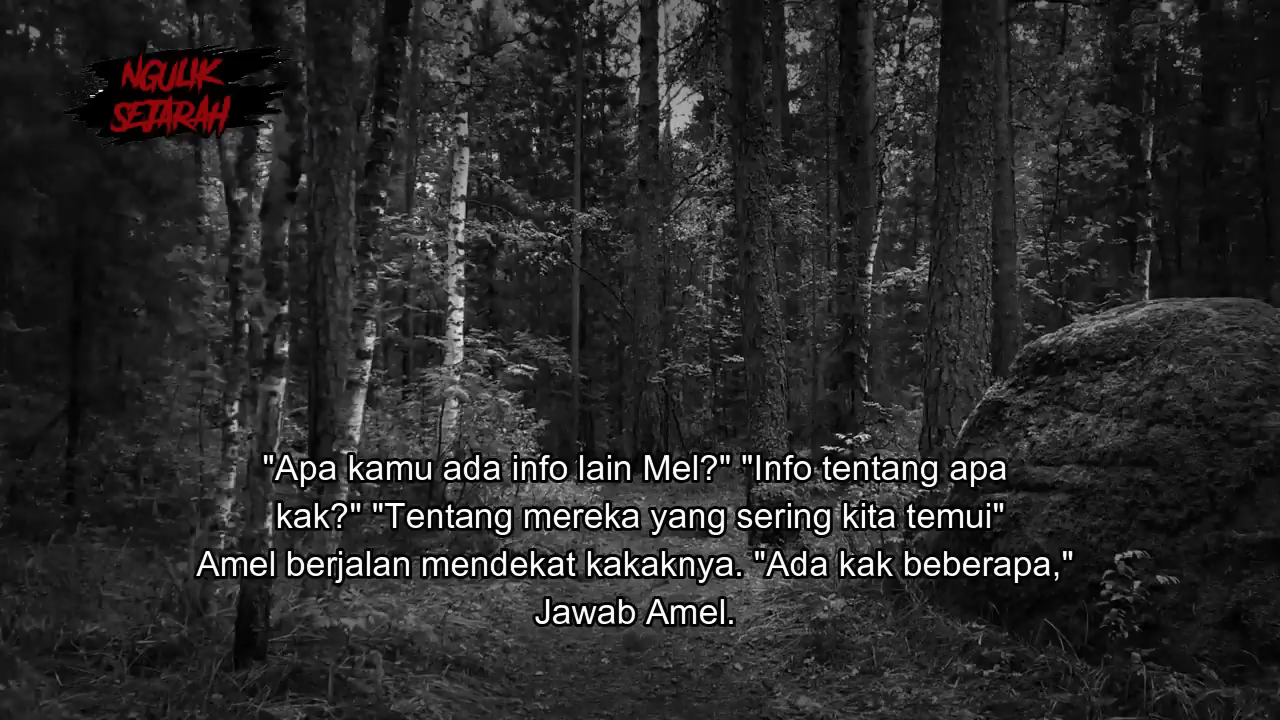 NGULIK
SEJARAH
"Apa kamu ada info lain Mel?" "Info tentang apa
kak?" "Tentang mereka yang sering kita temui"
Amel berjalan mendekat kakaknya. "Ada kak beberapa,"
Jawab Amel.